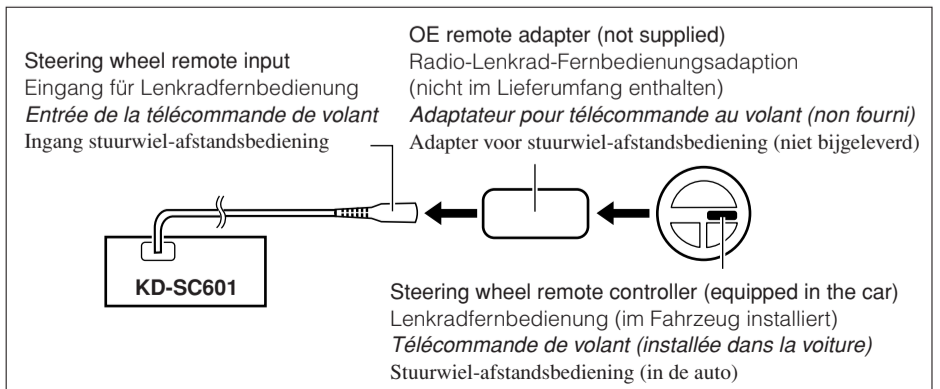 Steering wheel remote input
Eingang für Lenkradfernbedienung
Entrée de la télécommande de volant
Ingang stuurwiel-afstandsbediening
OE remote adapter (not supplied)
Radio-Lenkrad-Fernbedienungsadaption
(nicht im Lieferumfang enthalten)
Adaptateur pour télécommande au volant (non fourni)
Adapter voor stuurwiel-afstandsbediening (niet bijgeleverd)
KD-SC601
Steering wheel remote controller (equipped in the car)
Lenkradfernbedienung (im Fahrzeug installiert)
Télécommande de volant (installée dans la voiture)
Stuurwiel-afstandsbediening (in de auto)